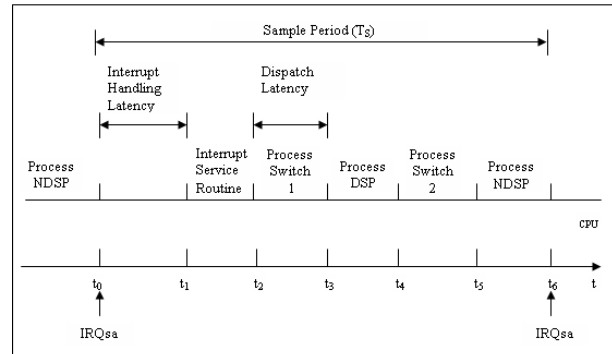 Sample Period (TS)
Interrupt
Handling
Latency
Dispatch
Latency
Process
NDSP
Interrupt
Service
Routine
Process
Switch
1
Process
DSP
Process
Switch
2
Process
NDSP
CPU
t0
t1
t2
t3
t4
t5
t6
t
IRQsa
IRQsa